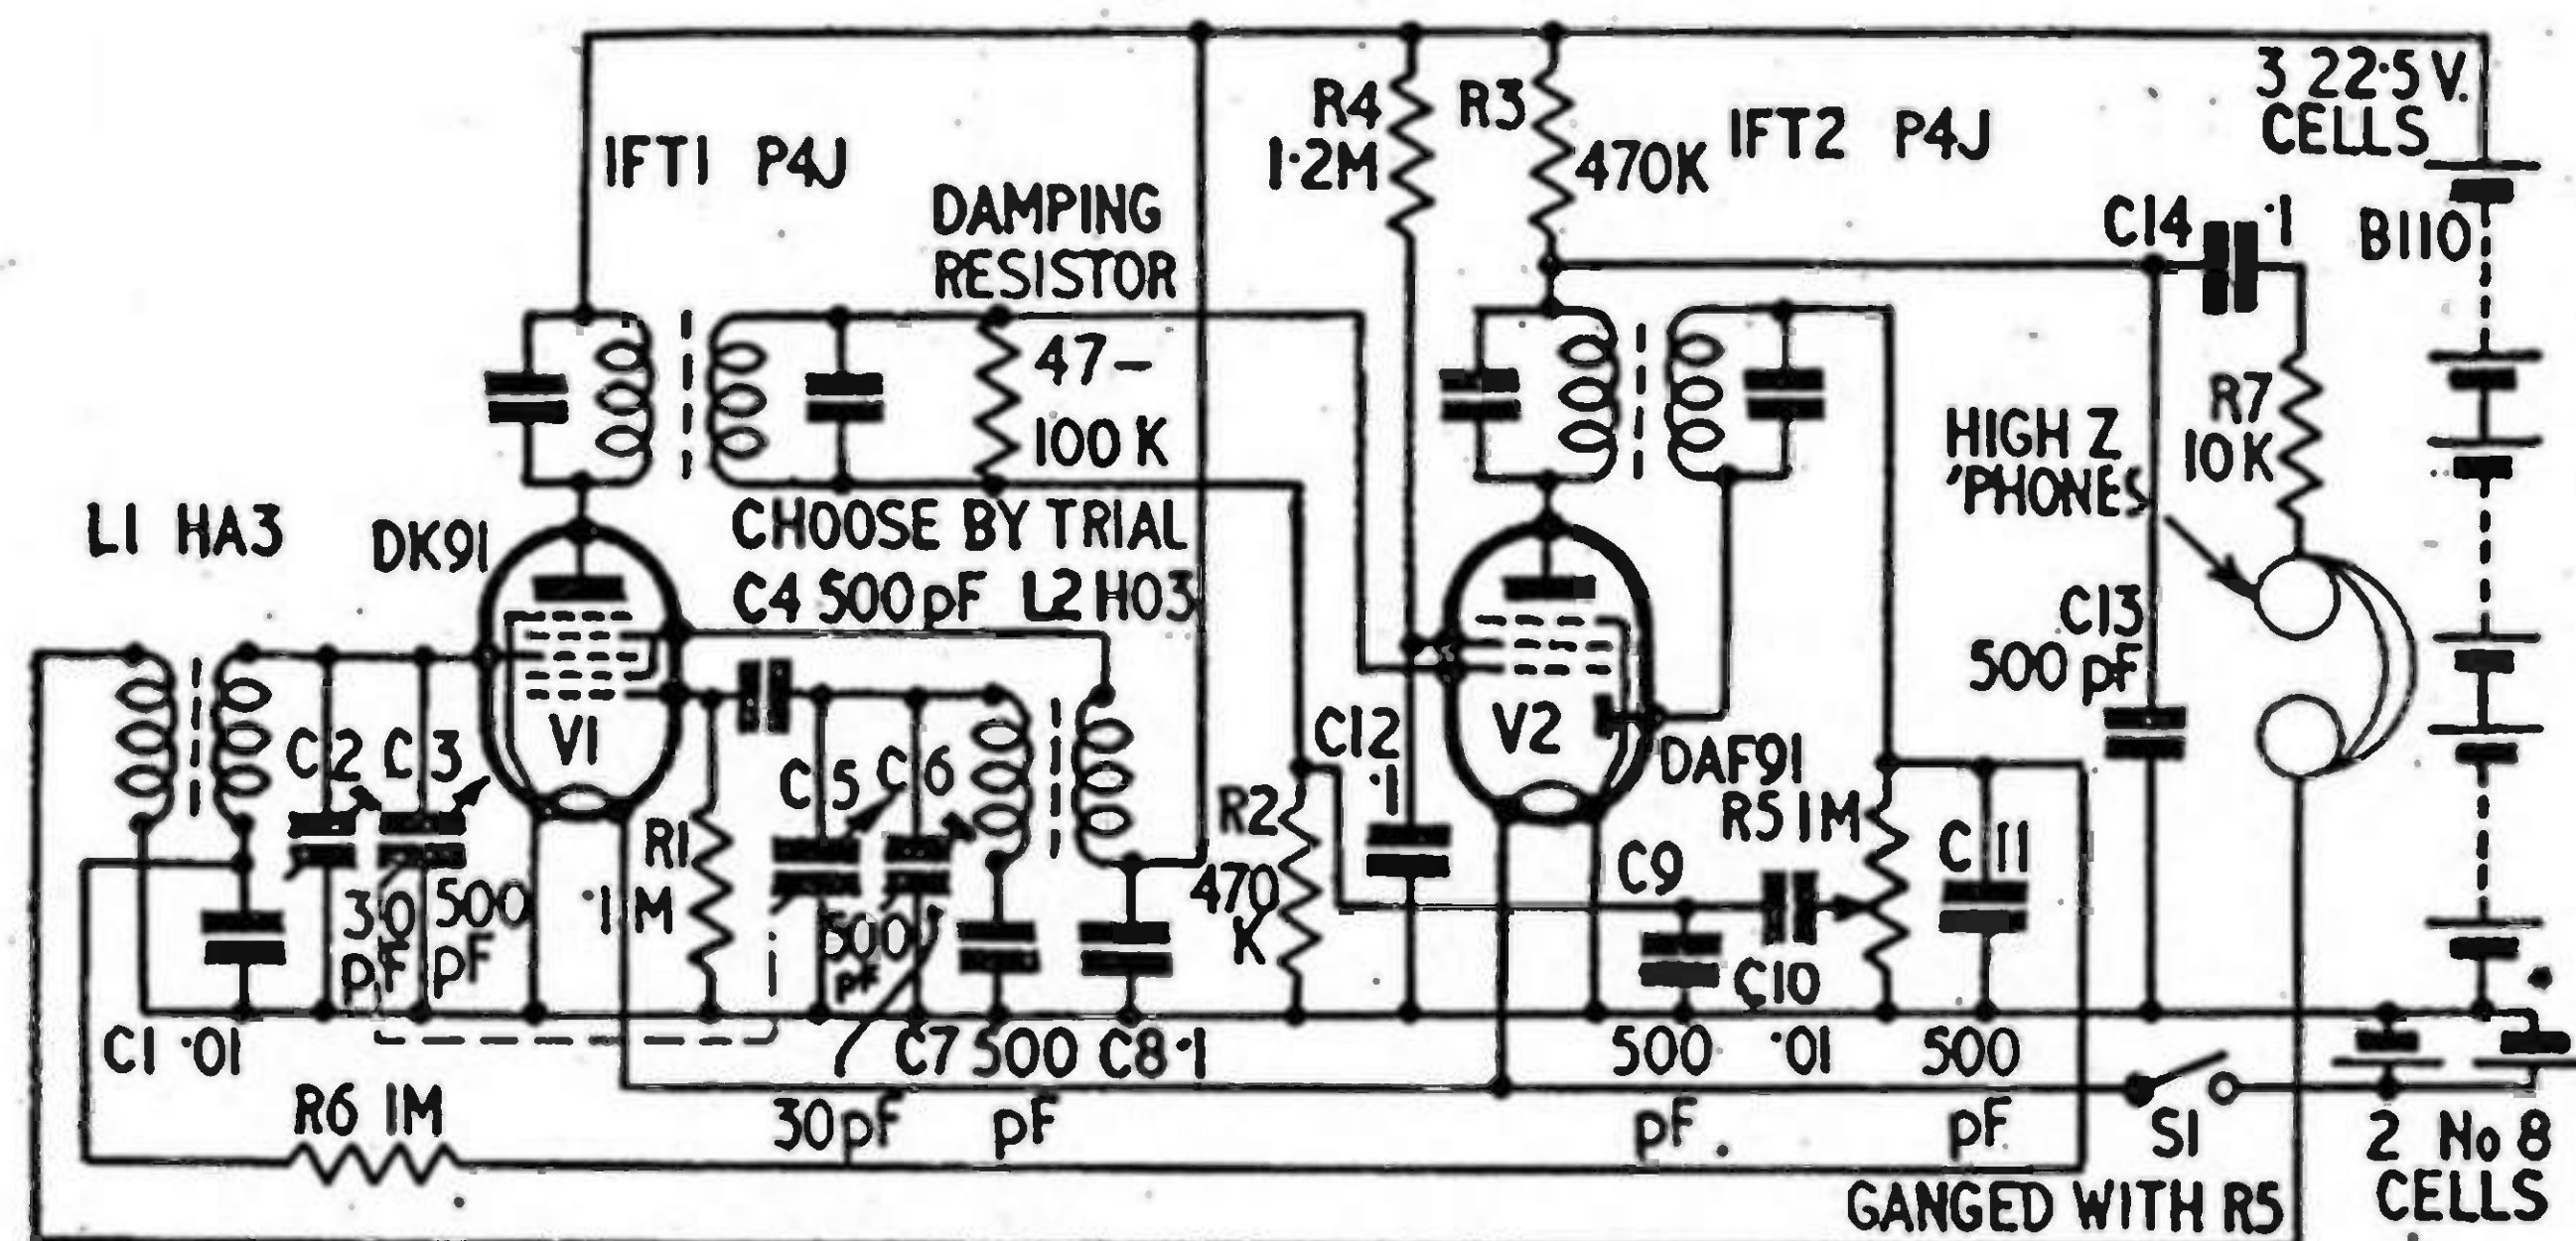 3 22·5 V.
CELLS
R4
1·2M
R3
470K
IFT2 P4J
IFT1 P4J
DAMPING
RESISTOR
C14
·1
B110
47–
100 K
HIGH Z
'PHONES
R7
10K
L1 HA3
DK91
CHOOSE BY TRIAL
C4 500pF L2 HO3
C13
500 pF
V1
V2
C2
C3
C5
C6
C12
·1
DAF91
R5 1M
R1
·1M
R2
470
K
C9
C11
30
pF
500
pF
500
pF
C10
C1 ·01
C7 500
pF
C8 ·1
500
pF
·01
500
pF
R6 1M
30pF
S1
GANGED WITH R5
2 No 8
CELLS